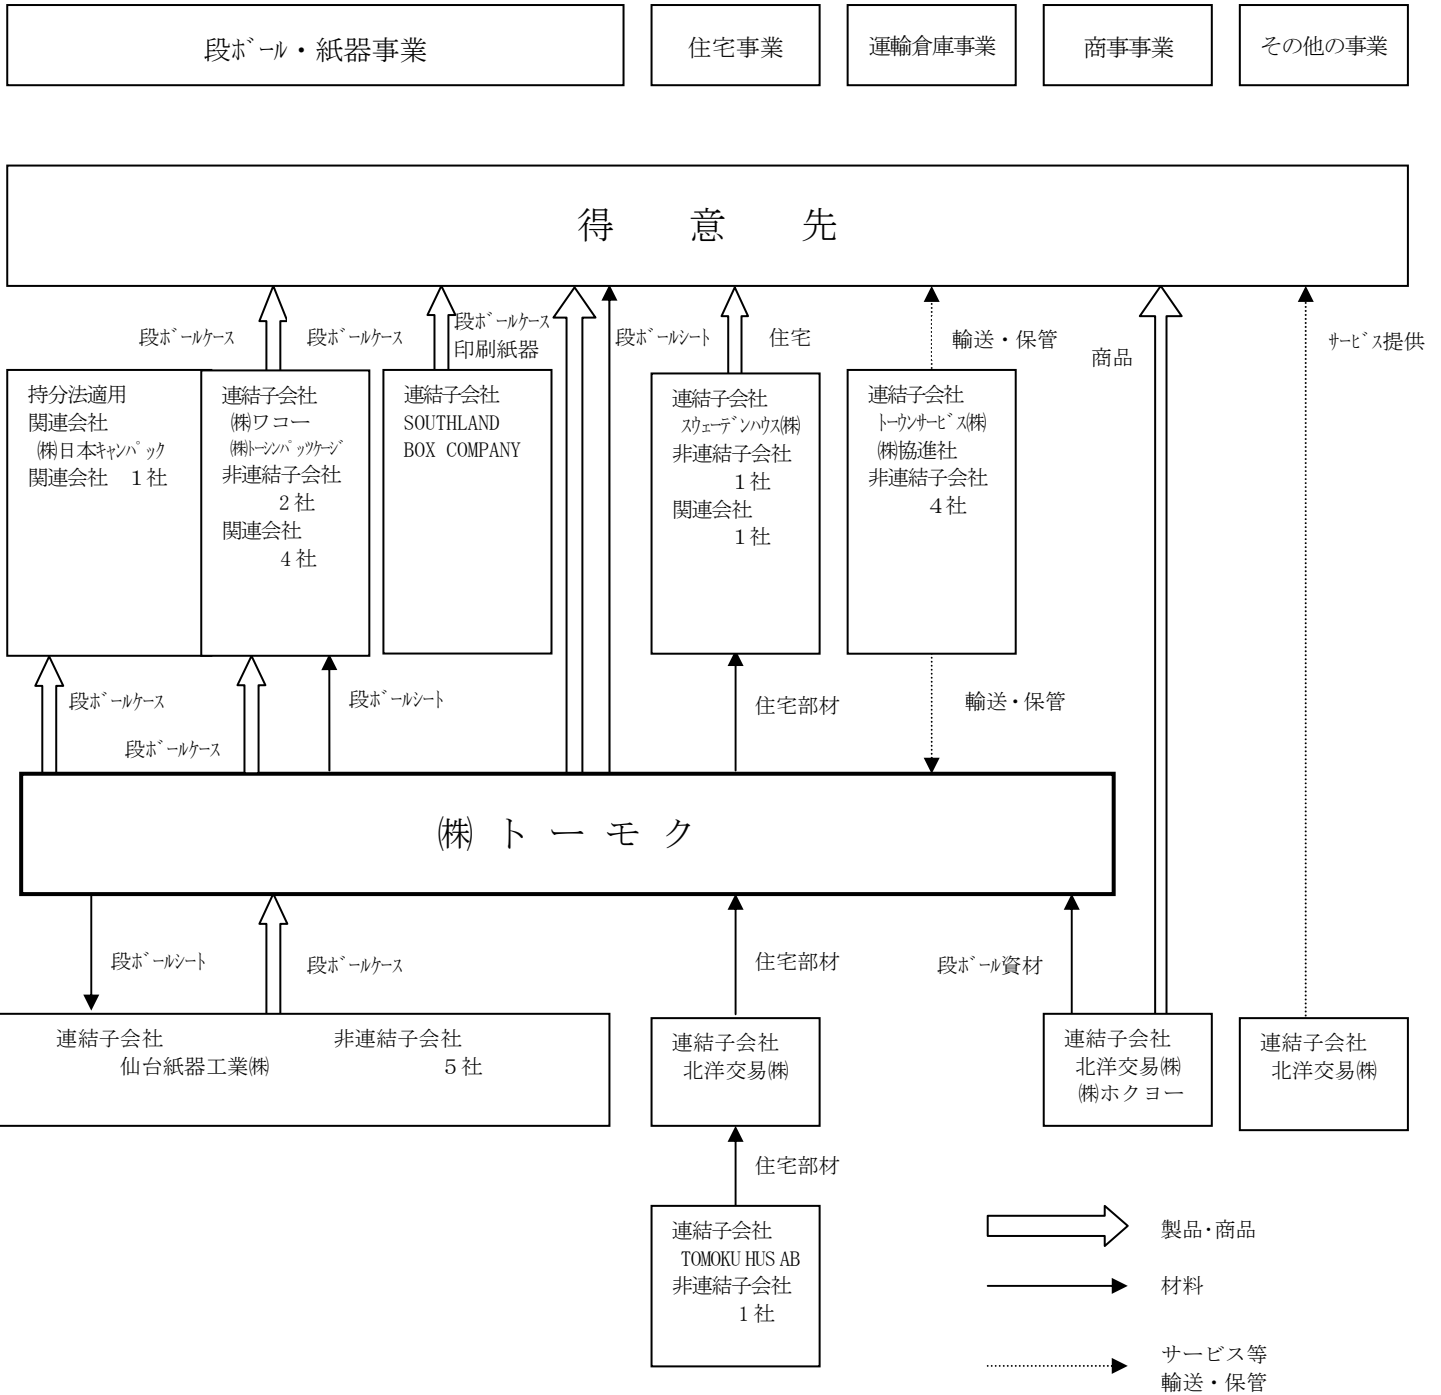 段ﾎﾞｰﾙ・紙器事業
住宅事業
運輸倉庫事業
商事事業
その他の事業
得　意　先
段ﾎﾞｰﾙｹｰｽ
段ﾎﾞｰﾙｹｰｽ
段ﾎﾞｰﾙｹｰｽ
印刷紙器
段ﾎﾞｰﾙｼｰﾄ
住宅
輸送・保管
商品
ｻｰﾋﾞｽ提供
持分法適用
関連会社
㈱日本ｷｬﾝﾊﾟｯｸ
関連会社　１社
連結子会社
㈱ワコー
㈱ﾄｰｼﾝﾊﾟｯｹｰｼﾞ
非連結子会社
２社
関連会社
４社
連結子会社
SOUTHLAND
BOX COMPANY
連結子会社
ｽｳｪｰﾃﾞﾝﾊｳｽ㈱
非連結子会社
１社
関連会社
１社
連結子会社
ﾄｰｳﾝｻｰﾋﾞｽ㈱
㈱協進社
非連結子会社
４社
段ﾎﾞｰﾙｹｰｽ
段ﾎﾞｰﾙｹｰｽ
段ﾎﾞｰﾙｼｰﾄ
住宅部材
輸送・保管
㈱トーモク
段ﾎﾞｰﾙｼｰﾄ
段ﾎﾞｰﾙｹｰｽ
住宅部材
段ﾎﾞｰﾙ資材
連結子会社
仙台紙器工業㈱
非連結子会社
５社
連結子会社
北洋交易㈱
連結子会社
北洋交易㈱
㈱ホクヨー
連結子会社
北洋交易㈱
住宅部材
連結子会社
TOMOKU HUS AB
非連結子会社
１社
製品・商品
材料
サービス等
輸送・保管